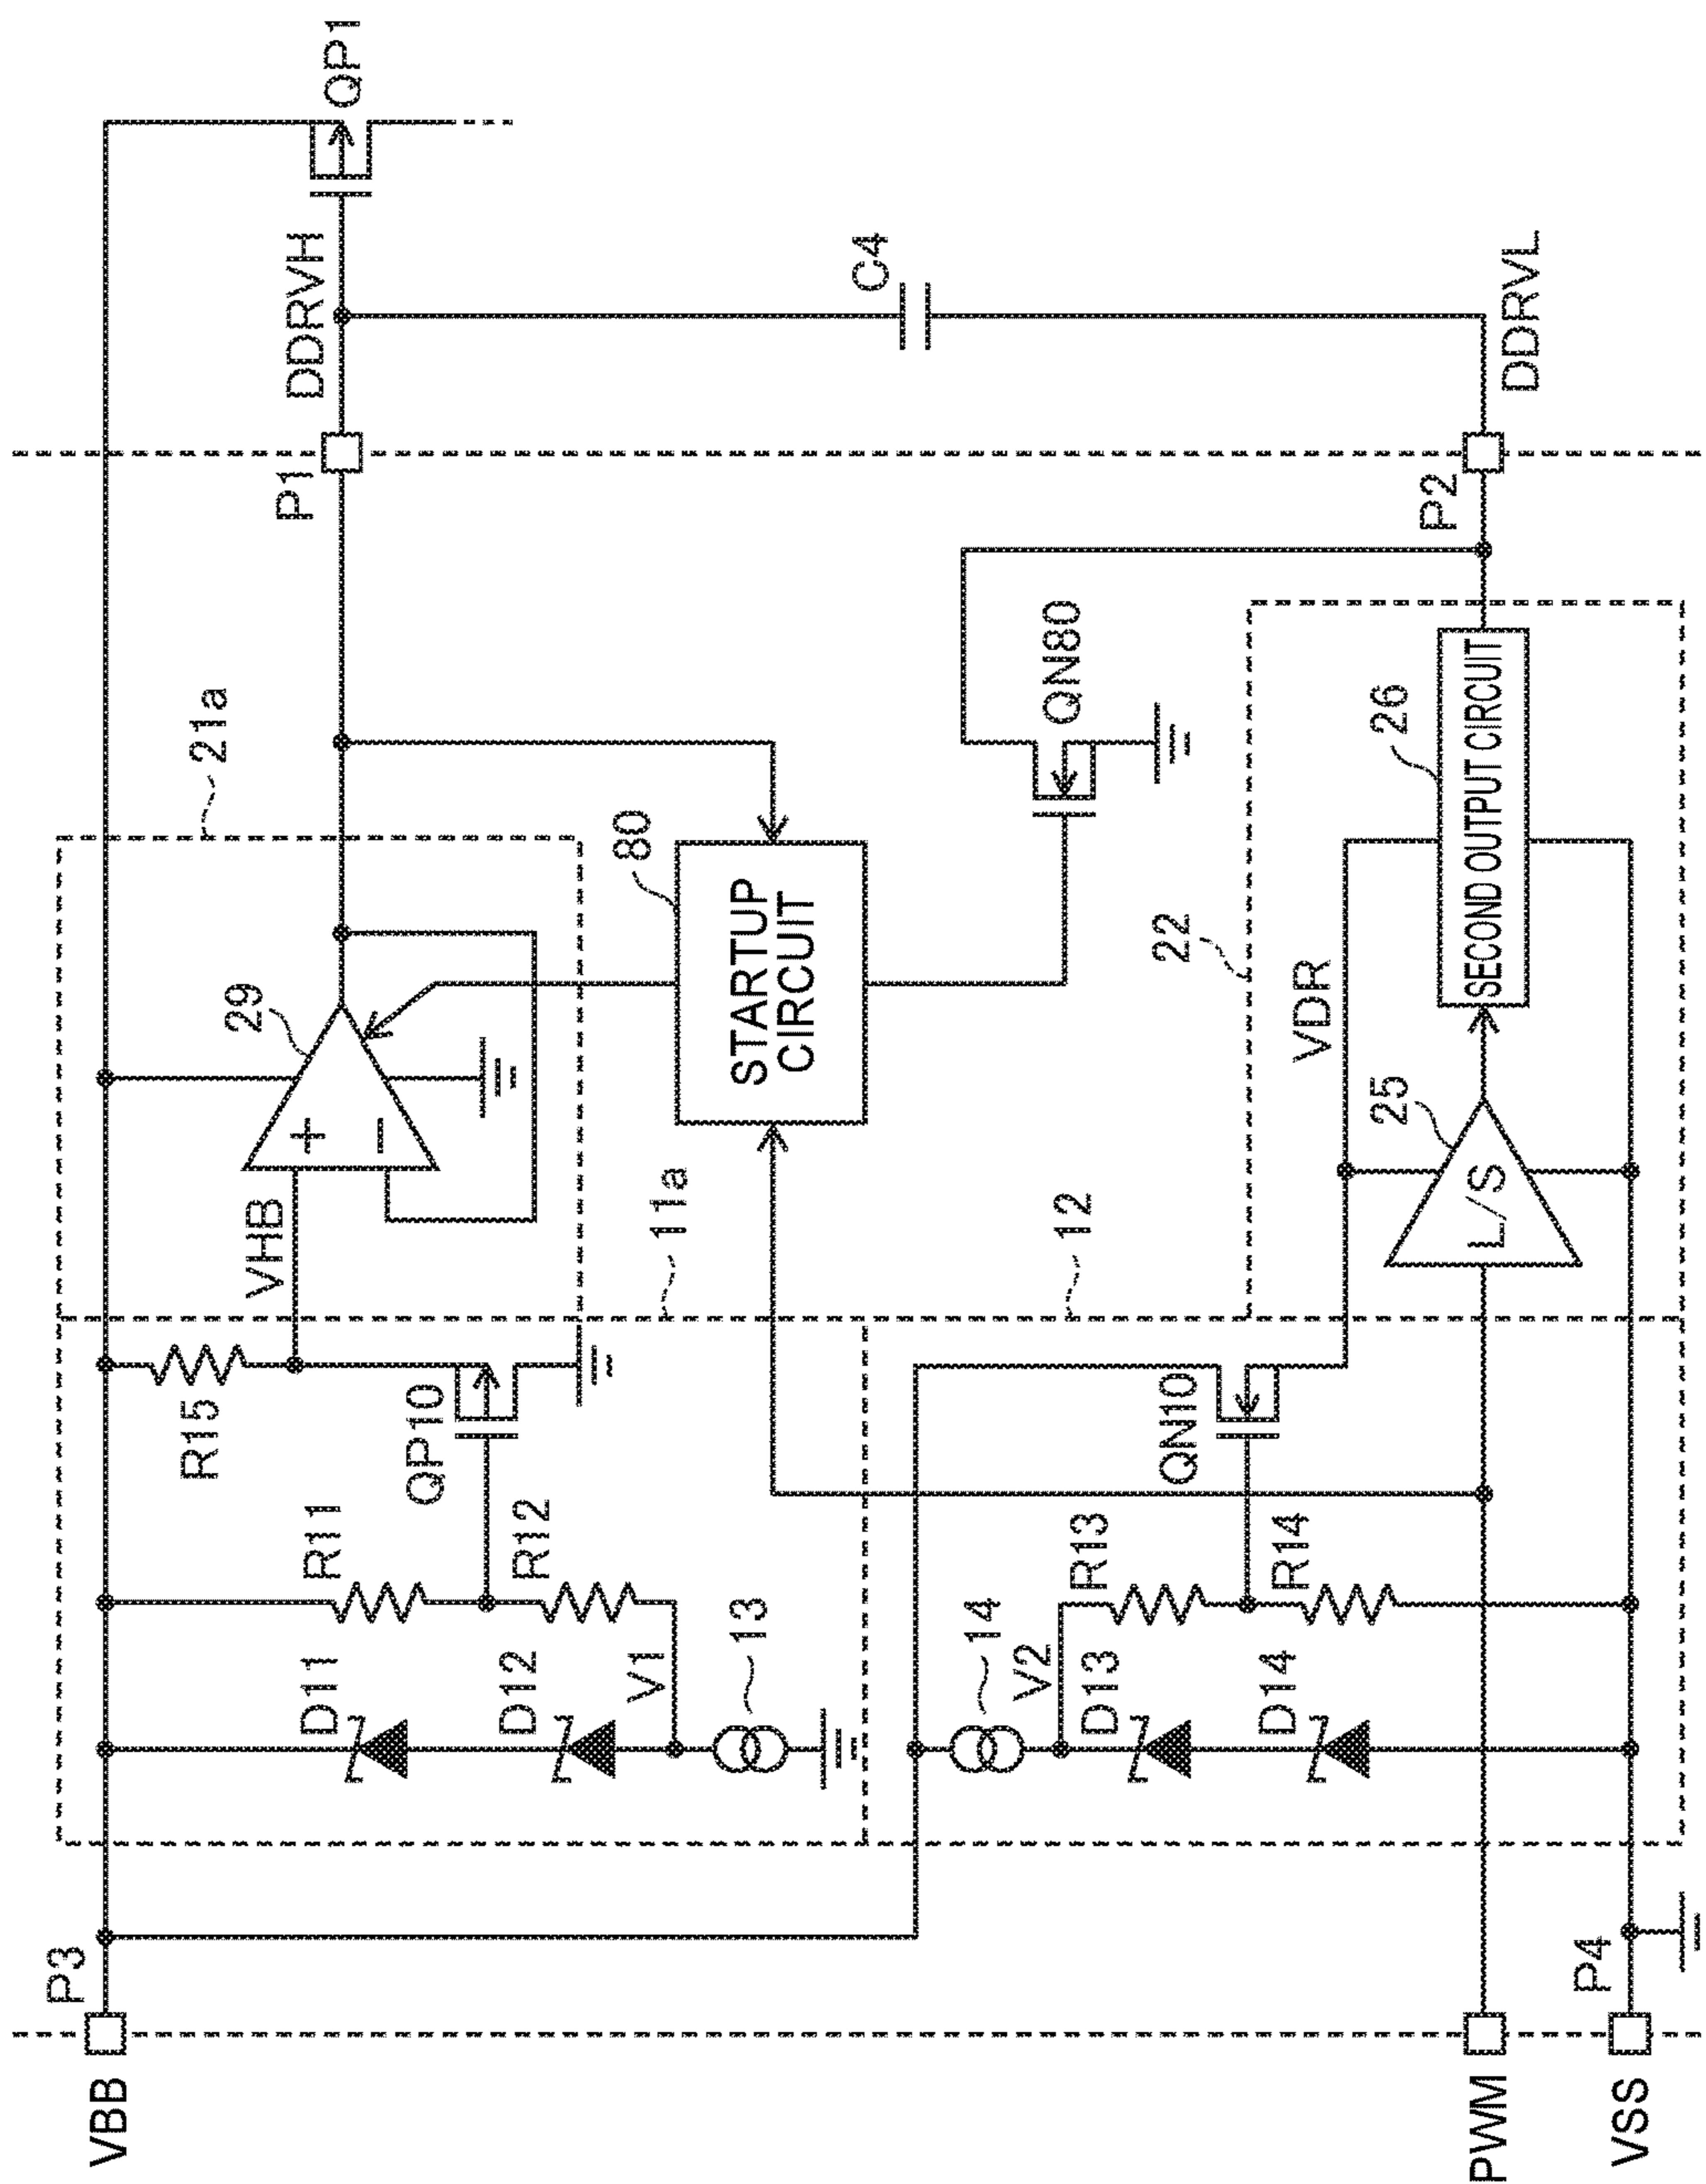 VBB
P3
D11
R11
R15
D12
R12
QP10
V1
13
VHB
29
21a
P1
DDRVH
QP1
11a
80
STARTUP
CIRCUIT
C4
14
V2
D13
R13
D14
R14
QN10
12
22
QN80
VDR
25
L/S
26
SECOND OUTPUT CIRCUIT
P2
DDRVL
PWM
P4
VSS
+
−